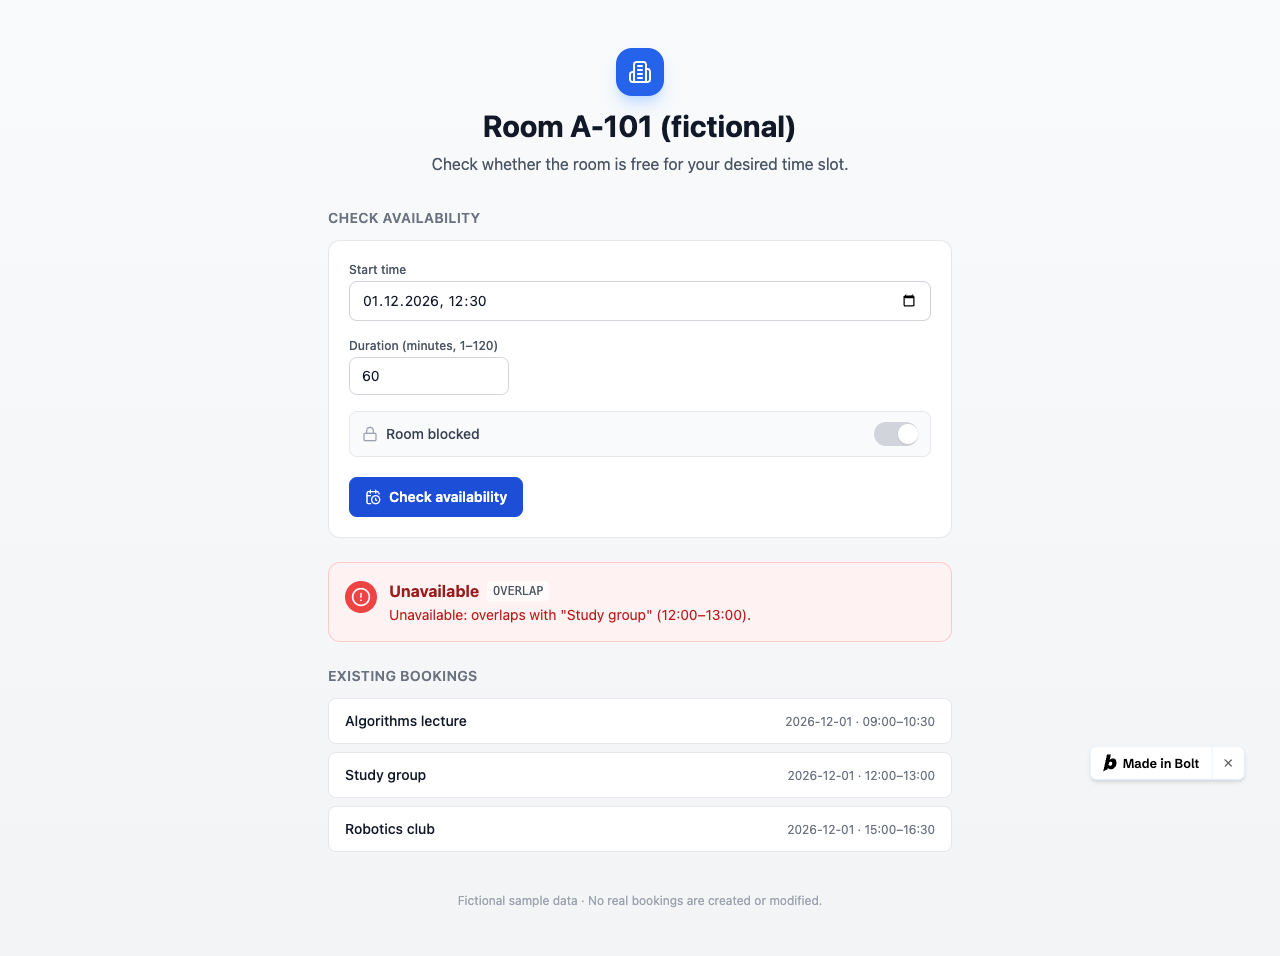 Room A-101 (fictional)
Check whether the room is free for your desired time slot.
CHECK AVAILABILITY
Start time
01.12.2026, 12:30
Duration (minutes, 1–120)
60
Room blocked
Check availability
Unavailable OVERLAP
Unavailable: overlaps with "Study group" (12:00–13:00).
EXISTING BOOKINGS
Algorithms lecture 2026-12-01 · 09:00–10:30
Study group 2026-12-01 · 12:00–13:00
Robotics club 2026-12-01 · 15:00–16:30
b Made in Bolt ×
Fictional sample data · No real bookings are created or modified.